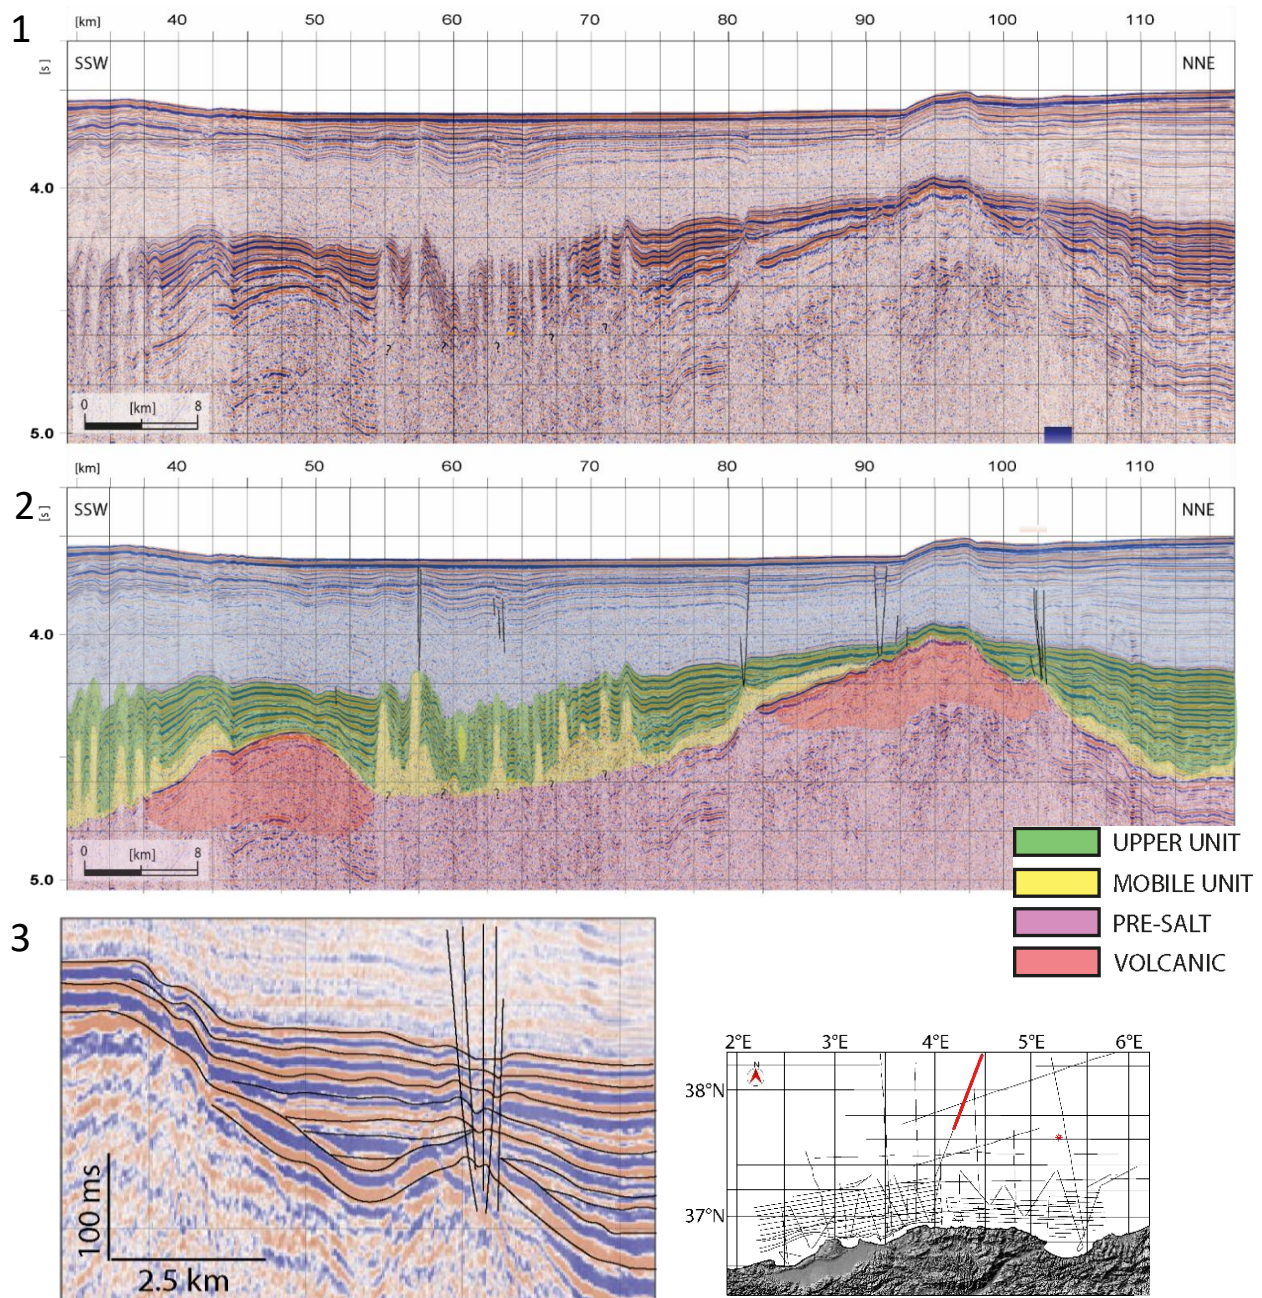 1
[km] 40 50 60 70 80 90 100 110
[s]
SSW NNE
4.0
? ? ? ? ?
0 [km] 8
5.0
[km] 40 50 60 70 80 90 100 110
2
[s]
SSW NNE
4.0
? ? ? ? ?
0 [km] 8
5.0
UPPER UNIT
MOBILE UNIT
PRE-SALT
VOLCANIC
3
100 ms
2.5 km
2°E 3°E 4°E 5°E 6°E
N
38°N
37°N